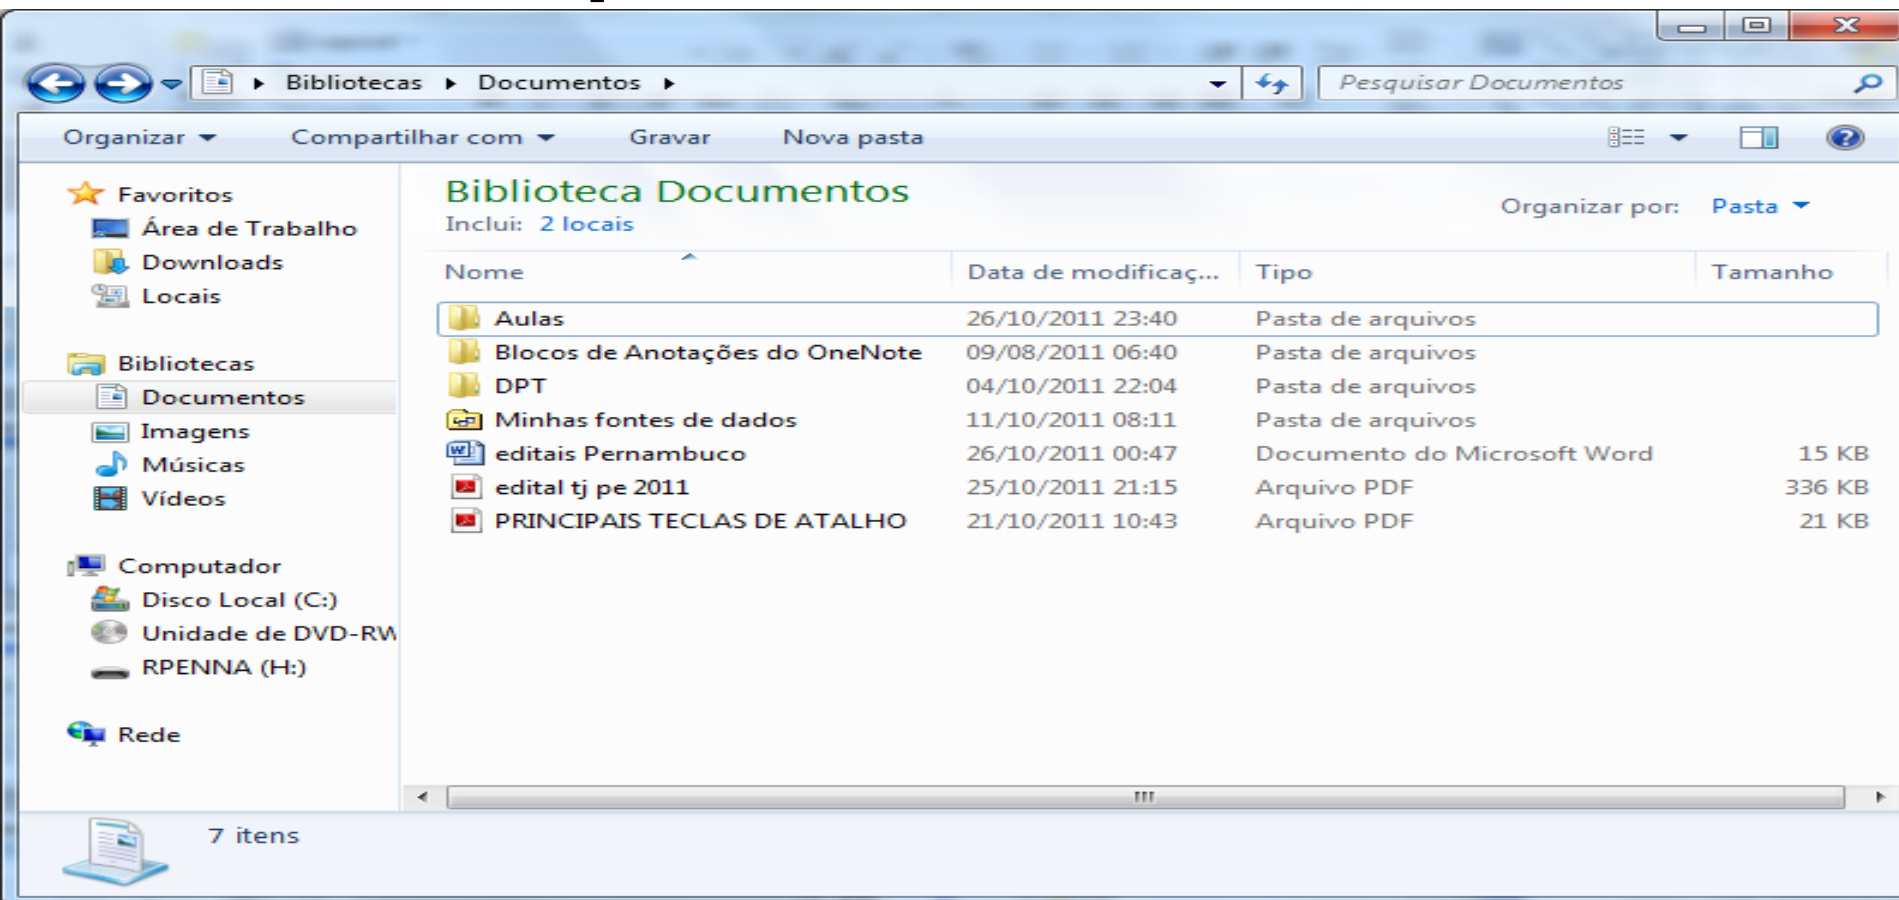 Bibliotecas Documentos
Pesquisar Documentos
Organizar Compartilhar com Gravar Nova pasta
Favoritos
Área de Trabalho
Downloads
Locais
Bibliotecas
Documentos
Imagens
Músicas
Vídeos
Computador
Disco Local (C:)
Unidade de DVD-RW
RPENNA (H:)
Rede
Biblioteca Documentos
Inclui: 2 locais
Organizar por: Pasta
Nome Data de modificaç... Tipo Tamanho
Aulas 26/10/2011 23:40 Pasta de arquivos
Blocos de Anotações do OneNote 09/08/2011 06:40 Pasta de arquivos
DPT 04/10/2011 22:04 Pasta de arquivos
Minhas fontes de dados 11/10/2011 08:11 Pasta de arquivos
editais Pernambuco 26/10/2011 00:47 Documento do Microsoft Word 15 KB
edital tj pe 2011 25/10/2011 21:15 Arquivo PDF 336 KB
PRINCIPAIS TECLAS DE ATALHO 21/10/2011 10:43 Arquivo PDF 21 KB
7 itens